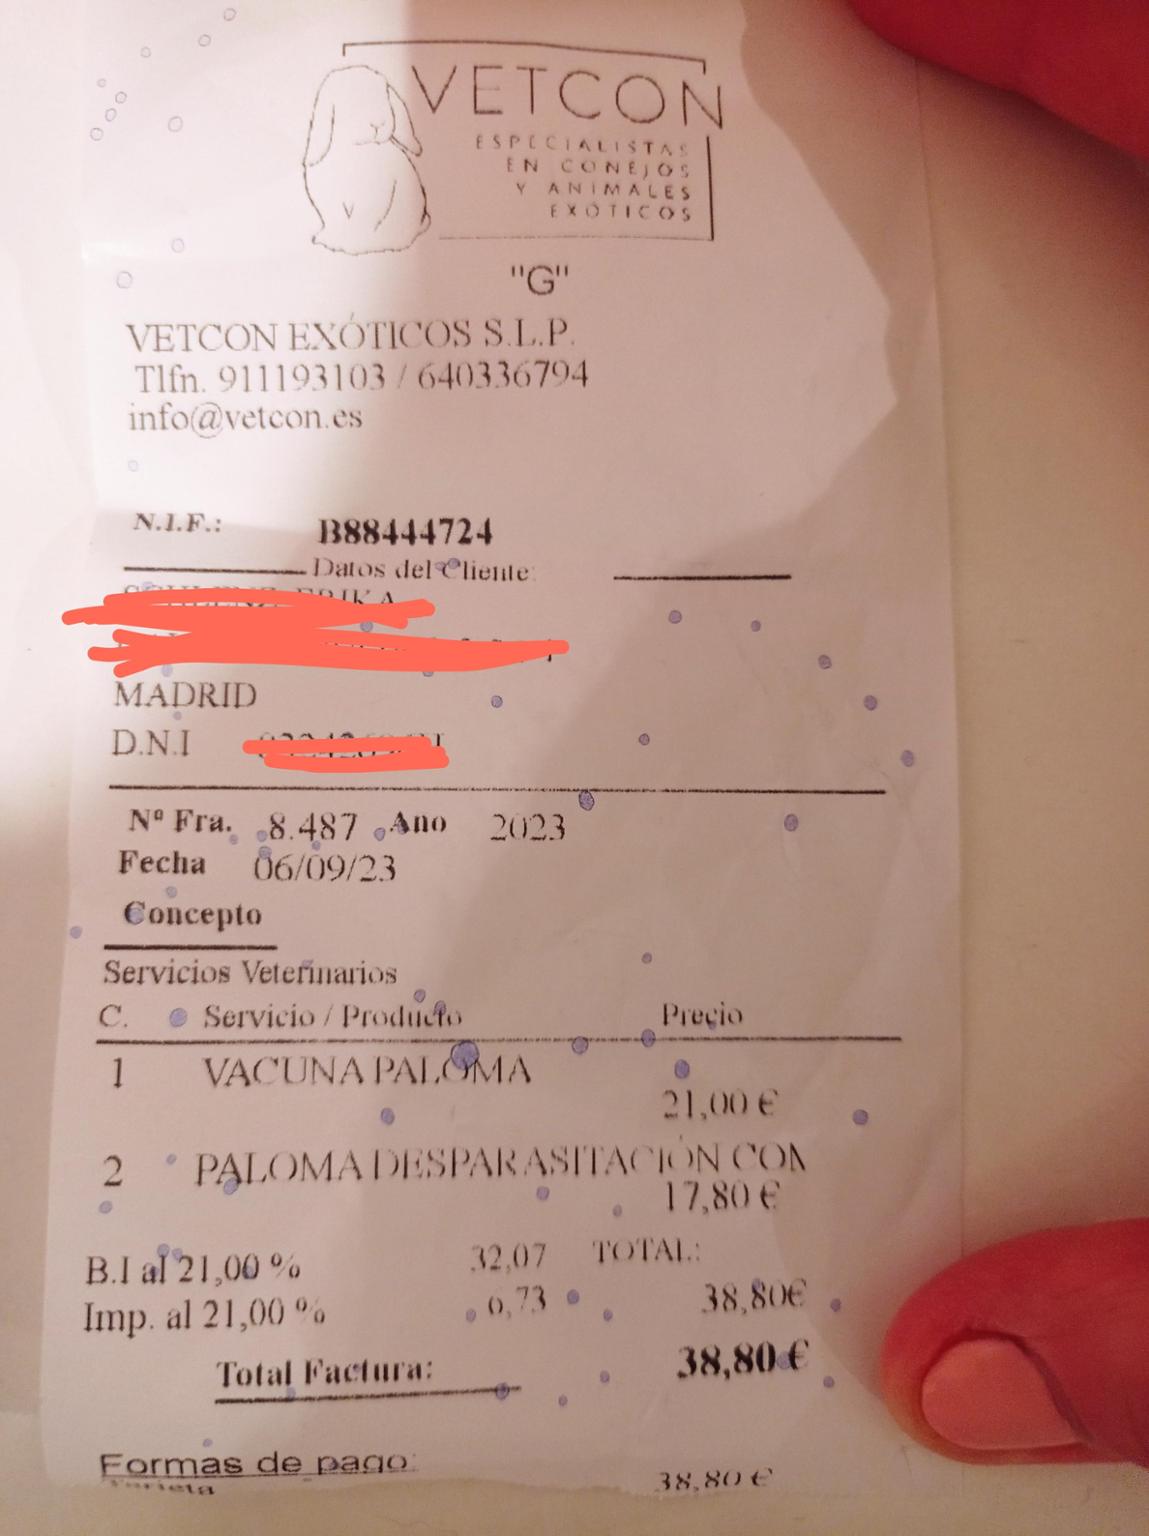 VETCON
ESPECIALISTAS
EN CONEJOS
Y ANIMALES
EXÓTICOS
"G"
VETCON EXÓTICOS S.L.P.
Tlfn. 911193103 / 640336794
info@vetcon.es
N.I.F.: B88444724
Datos del Cliente:
MADRID
D.N.I
Nº Fra. 8.487 Ano 2023
Fecha 06/09/23
Concepto
Servicios Veterinarios
C. Servicio / Producto Precio
1 VACUNA PALOMA
21,00 €
2 PALOMA DESPARASITACIÓN COM
17,80 €
B.I al 21,00 % 32,07 TOTAL:
Imp. al 21,00 % 6,73 38,80€
Total Factura: 38,80 €
Formas de pago:
Tarjeta 38,80 €